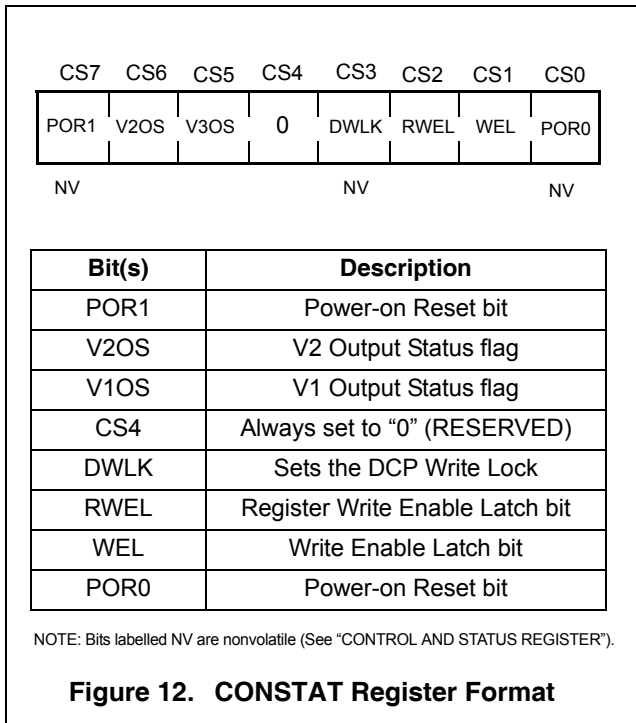 CS7 CS6 CS5 CS4 CS3 CS2 CS1 CS0
POR1 V2OS V3OS 0 DWLK RWEL WEL POR0
NV NV NV
Bit(s) Description
POR1 Power-on Reset bit
V2OS V2 Output Status flag
V1OS V1 Output Status flag
CS4 Always set to “0” (RESERVED)
DWLK Sets the DCP Write Lock
RWEL Register Write Enable Latch bit
WEL Write Enable Latch bit
POR0 Power-on Reset bit
NOTE: Bits labelled NV are nonvolatile (See “CONTROL AND STATUS REGISTER”).
Figure 12. CONSTAT Register Format